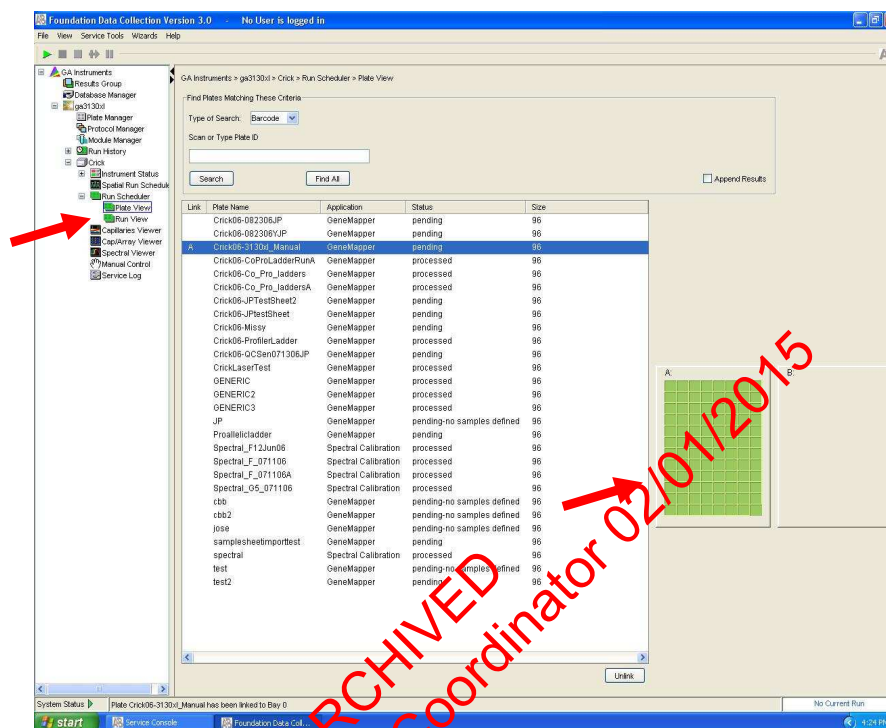 Foundation Data Collection Version 3.0 - No User is logged in
File View Service Tools Wizards Help
GA Instruments
Results Group
Database Manager
ga3130xl
Plate Manager
Protocol Manager
Module Manager
Run History
Crick
Instrument Status
Spatial Run Schedule
Run Scheduler
Plate View
Run View
Capillaries Viewer
Cap/Array Viewer
Spectral Viewer
Manual Control
Service Log
GA Instruments > ga3130xl > Crick > Run Scheduler > Plate View
Find Plates Matching These Criteria
Type of Search: Barcode
Scan or Type Plate ID
Search Find All Append Results
Link Plate Name Application Status Size
Crick06-082306JP GeneMapper pending 96
Crick06-082306YJP GeneMapper pending 96
A Crick06-3130xl_Manual GeneMapper pending 96
Crick06-CoProLadderRunA GeneMapper processed 96
Crick06-Co_Pro_ladders GeneMapper processed 96
Crick06-Co_Pro_laddersA GeneMapper processed 96
Crick06-JPTestSheet2 GeneMapper pending 96
Crick06-JPtestSheet GeneMapper pending 96
Crick06-Missy GeneMapper pending 96
Crick06-ProfilerLadder GeneMapper processed 96
Crick06-QCSen071306JP GeneMapper pending 96
CrickLaserTest GeneMapper processed 96
GENERIC GeneMapper processed 96
GENERIC2 GeneMapper processed 96
GENERIC3 GeneMapper processed 96
JP GeneMapper pending-no samples defined 96
Proallelicladder GeneMapper pending 96
Spectral_F12Jun06 Spectral Calibration processed 96
Spectral_F_071106 Spectral Calibration processed 96
Spectral_F_071106A Spectral Calibration processed 96
Spectral_G5_071106 Spectral Calibration processed 96
cbb GeneMapper pending-no samples defined 96
cbb2 GeneMapper pending-no samples defined 96
jose GeneMapper pending-no samples defined 96
samplesheetimporttest GeneMapper pending 96
spectral Spectral Calibration processed 96
test GeneMapper pending-no samples defined 96
test2 GeneMapper pending 96
A: B:
Unlink
ARCHIVED
Coordinator 02/01/2015
System Status Plate Crick06-3130xl_Manual has been linked to Bay 0 No Current Run
start Service Console Foundation Data Coll... 4:24 PM